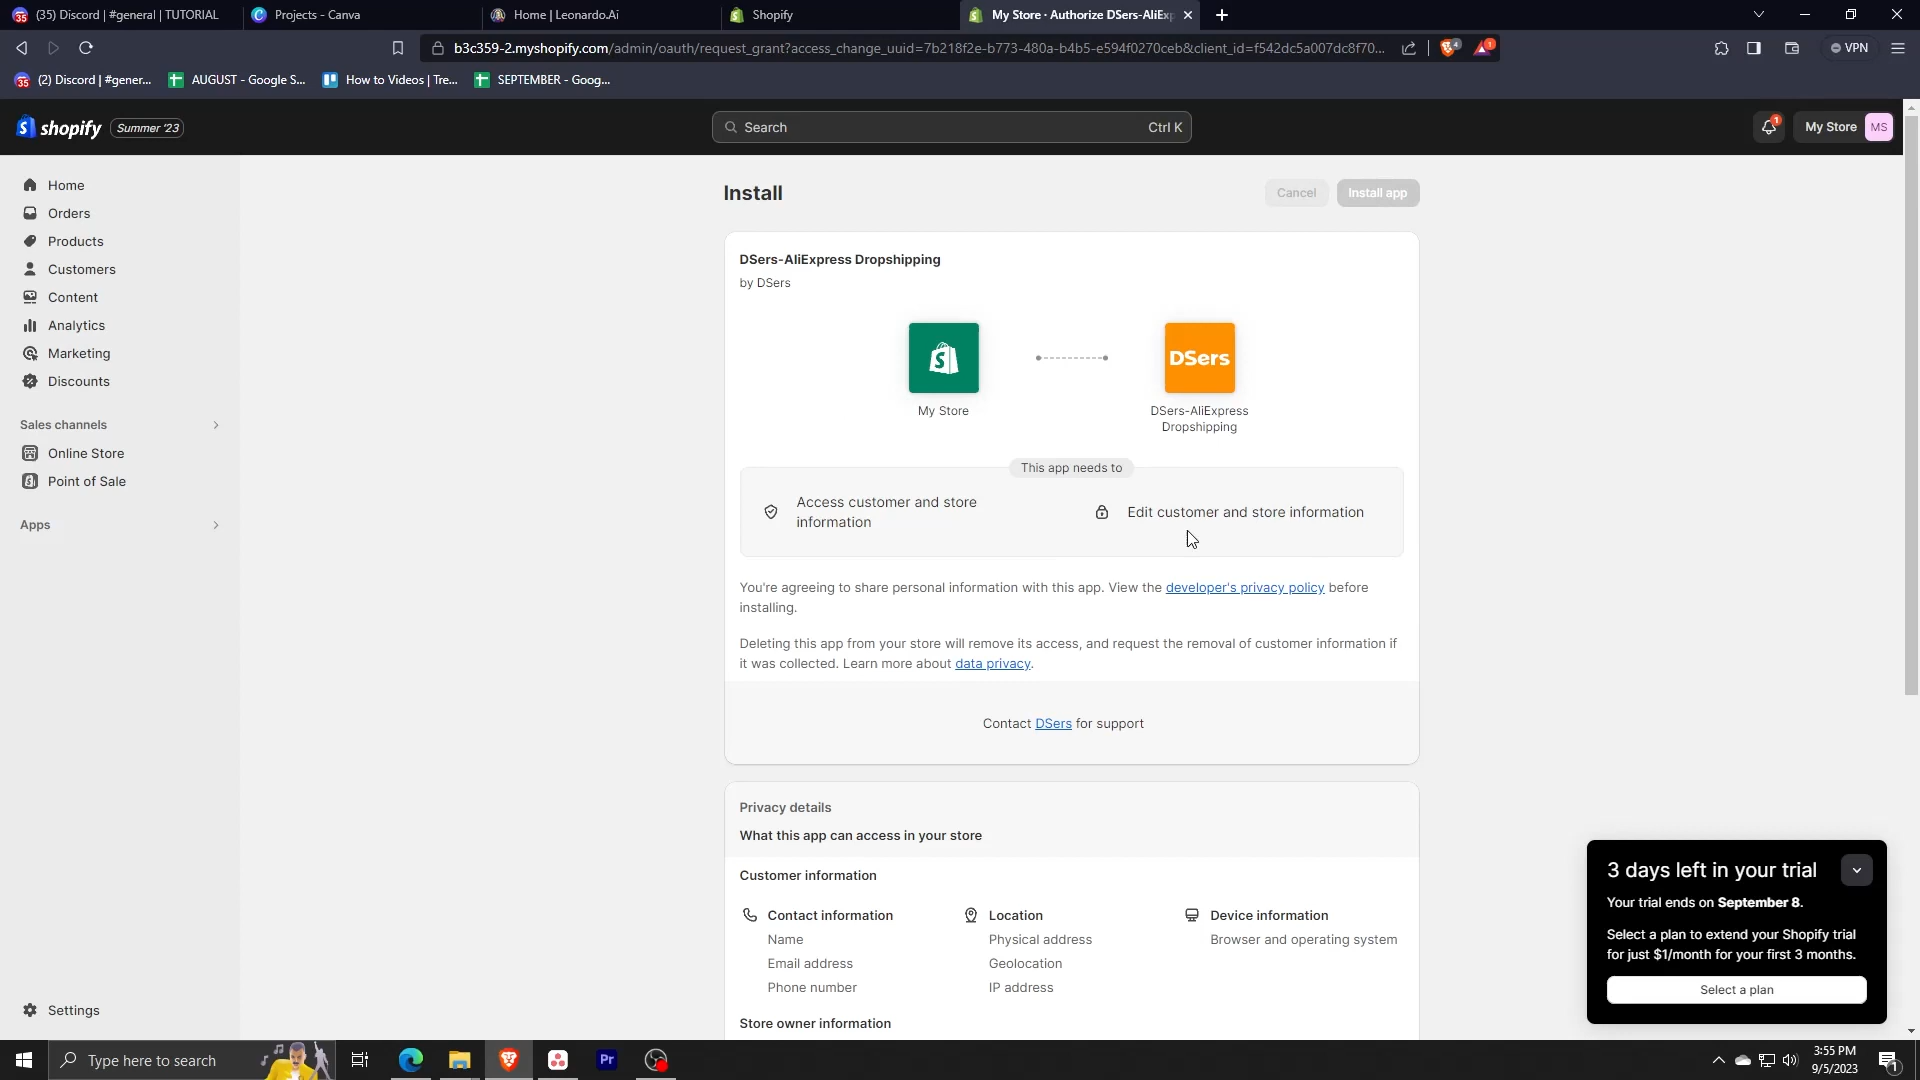 (35) Discord | #general | TUTORIAL
Projects - Canva
Home | Leonardo.Ai
Shopify
My Store · Authorize DSers-AliExp
b3c359-2.myshopify.com/admin/oauth/request_grant?access_change_uuid=7b218f2e-b773-480a-b4b5-e594f0270ceb&client_id=f542dc5a007dc8f70...
4
1
VPN
(2) Discord | #gener...
AUGUST - Google S...
How to Videos | Tre...
SEPTEMBER - Goog...
shopify
Summer '23
Search
Ctrl K
1
My Store
MS
Home
Orders
Products
Customers
Content
Analytics
Marketing
Discounts
Sales channels
Online Store
Point of Sale
Apps
Settings
Install
Cancel
Install app
DSers-AliExpress Dropshipping
by DSers
DSers
My Store
DSers-AliExpress
Dropshipping
This app needs to
Access customer and store
information
Edit customer and store information
You're agreeing to share personal information with this app. View the developer's privacy policy before
installing.
Deleting this app from your store will remove its access, and request the removal of customer information if
it was collected. Learn more about data privacy.
Contact DSers for support
Privacy details
What this app can access in your store
Customer information
Contact information
Name
Email address
Phone number
Location
Physical address
Geolocation
IP address
Device information
Browser and operating system
Store owner information
3 days left in your trial
Your trial ends on September 8.
Select a plan to extend your Shopify trial
for just $1/month for your first 3 months.
Select a plan
Type here to search
Pr
3:55 PM
9/5/2023
1